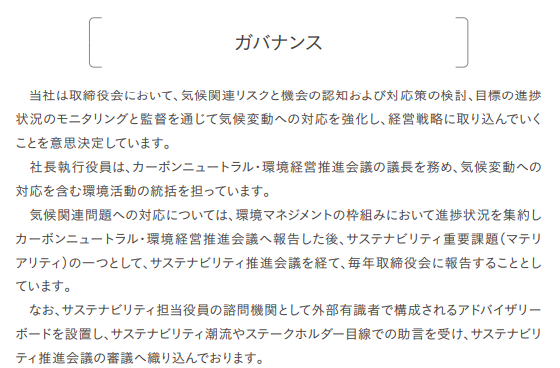 ガバナンス
当社は取締役会において、気候関連リスクと機会の認知および対応策の検討、目標の進捗
状況のモニタリングと監督を通じて気候変動への対応を強化し、経営戦略に取り込んでいく
ことを意思決定しています。
社長執行役員は、カーボンニュートラル・環境経営推進会議の議長を務め、気候変動への
対応を含む環境活動の統括を担っています。
気候関連問題への対応については、環境マネジメントの枠組みにおいて進捗状況を集約し
カーボンニュートラル・環境経営推進会議へ報告した後、サステナビリティ重要課題（マテリ
アリティ）の一つとして、サステナビリティ推進会議を経て、毎年取締役会に報告することとし
ています。
なお、サステナビリティ担当役員の諮問機関として外部有識者で構成されるアドバイザリー
ボードを設置し、サステナビリティ潮流やステークホルダー目線での助言を受け、サステナビリ
ティ推進会議の審議へ織り込んでおります。